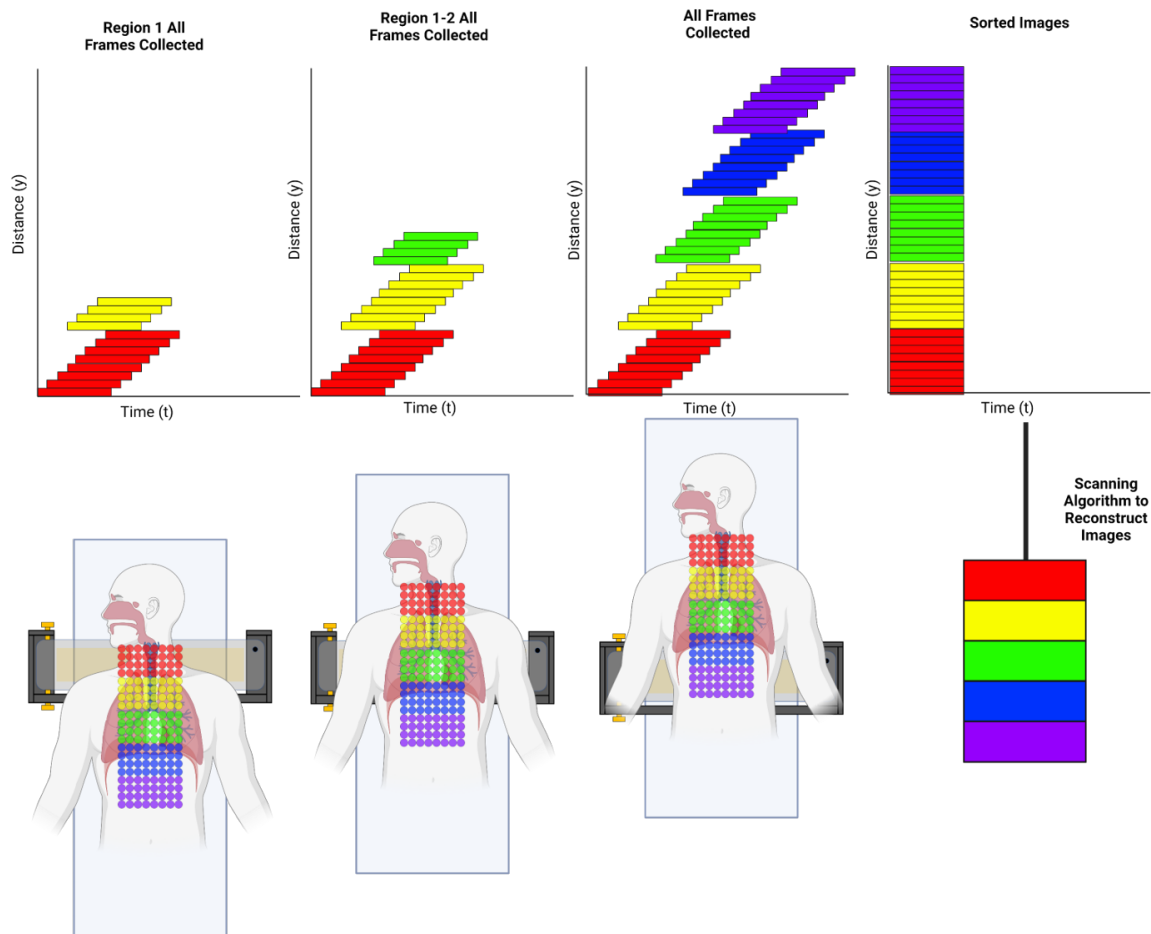 Region 1 All
Frames Collected
Region 1-2 All
Frames Collected
All Frames
Collected
Sorted Images
Distance (y)
Distance (y)
Distance (y)
Distance (y)
Time (t)
Time (t)
Time (t)
Time (t)
Scanning
Algorithm to
Reconstruct
Images